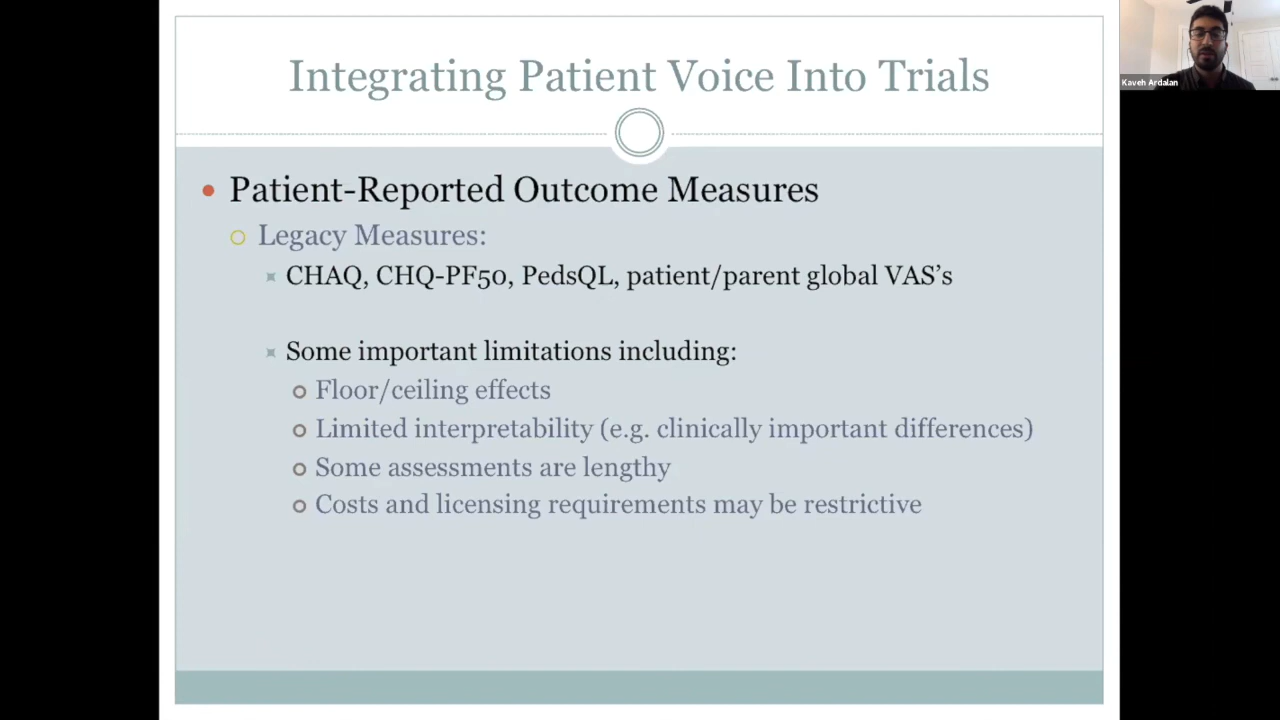 Integrating Patient Voice Into Trials
Kaveh Ardalan
Patient-Reported Outcome Measures
Legacy Measures:
CHAQ, CHQ-PF50, PedsQL, patient/parent global VAS’s
Some important limitations including:
Floor/ceiling effects
Limited interpretability (e.g. clinically important differences)
Some assessments are lengthy
Costs and licensing requirements may be restrictive